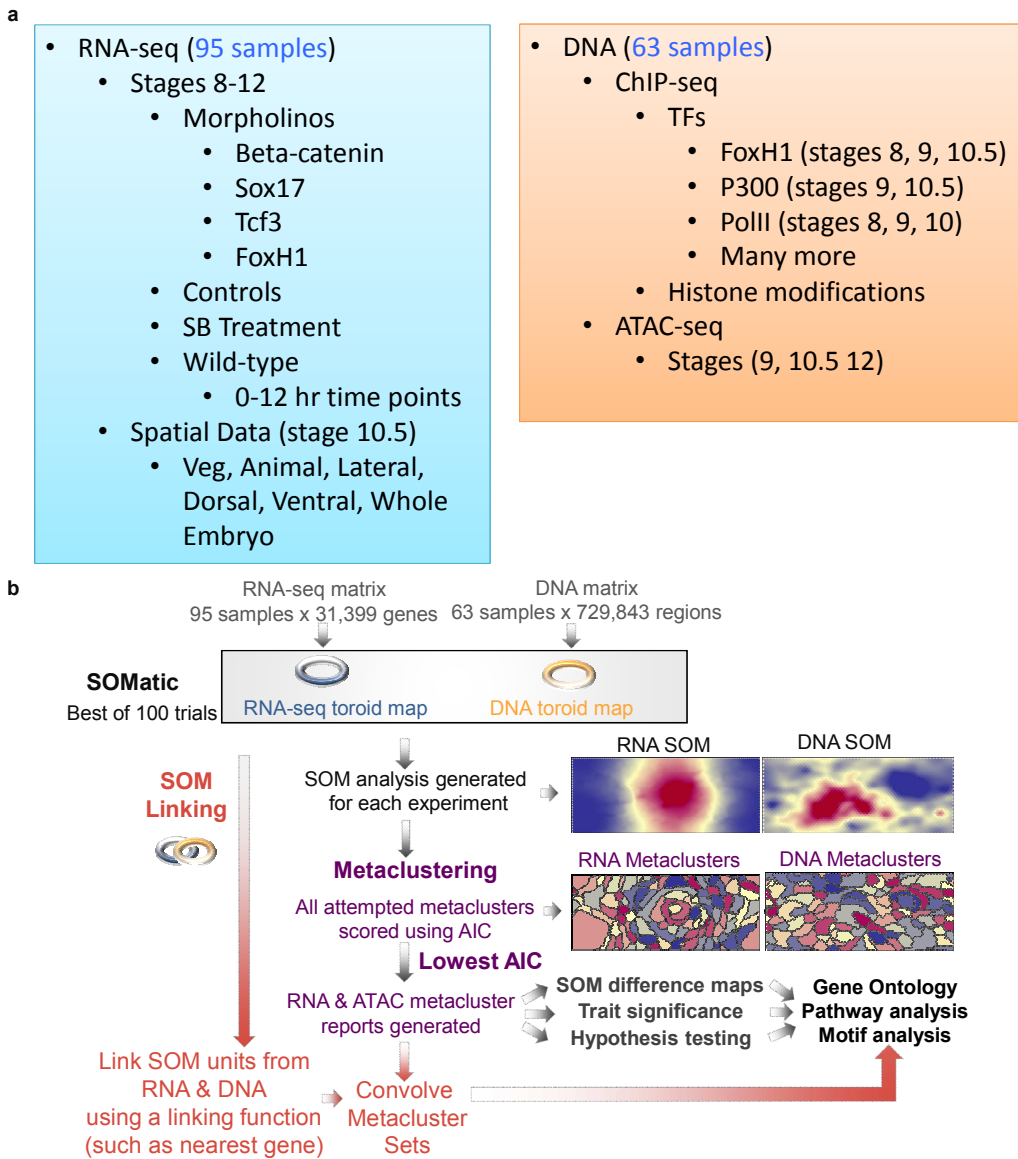 a
• RNA-seq (95 samples)
• Stages 8-12
• Morpholinos
• Beta-catenin
• Sox17
• Tcf3
• FoxH1
• Controls
• SB Treatment
• Wild-type
• 0-12 hr time points
• Spatial Data (stage 10.5)
• Veg, Animal, Lateral,
Dorsal, Ventral, Whole
Embryo
• DNA (63 samples)
• ChIP-seq
• TFs
• FoxH1 (stages 8, 9, 10.5)
• P300 (stages 9, 10.5)
• PolII (stages 8, 9, 10)
• Many more
• Histone modifications
• ATAC-seq
• Stages (9, 10.5 12)
b
RNA-seq matrix
95 samples x 31,399 genes
DNA matrix
63 samples x 729,843 regions
SOMatic
Best of 100 trials
RNA-seq toroid map
DNA toroid map
SOM
Linking
SOM analysis generated
for each experiment
RNA SOM
DNA SOM
Metaclustering
All attempted metaclusters
scored using AIC
RNA Metaclusters
DNA Metaclusters
Lowest AIC
RNA & ATAC metacluster
reports generated
SOM difference maps
Trait significance
Hypothesis testing
Gene Ontology
Pathway analysis
Motif analysis
Link SOM units from
RNA & DNA
using a linking function
(such as nearest gene)
Convolve
Metacluster
Sets